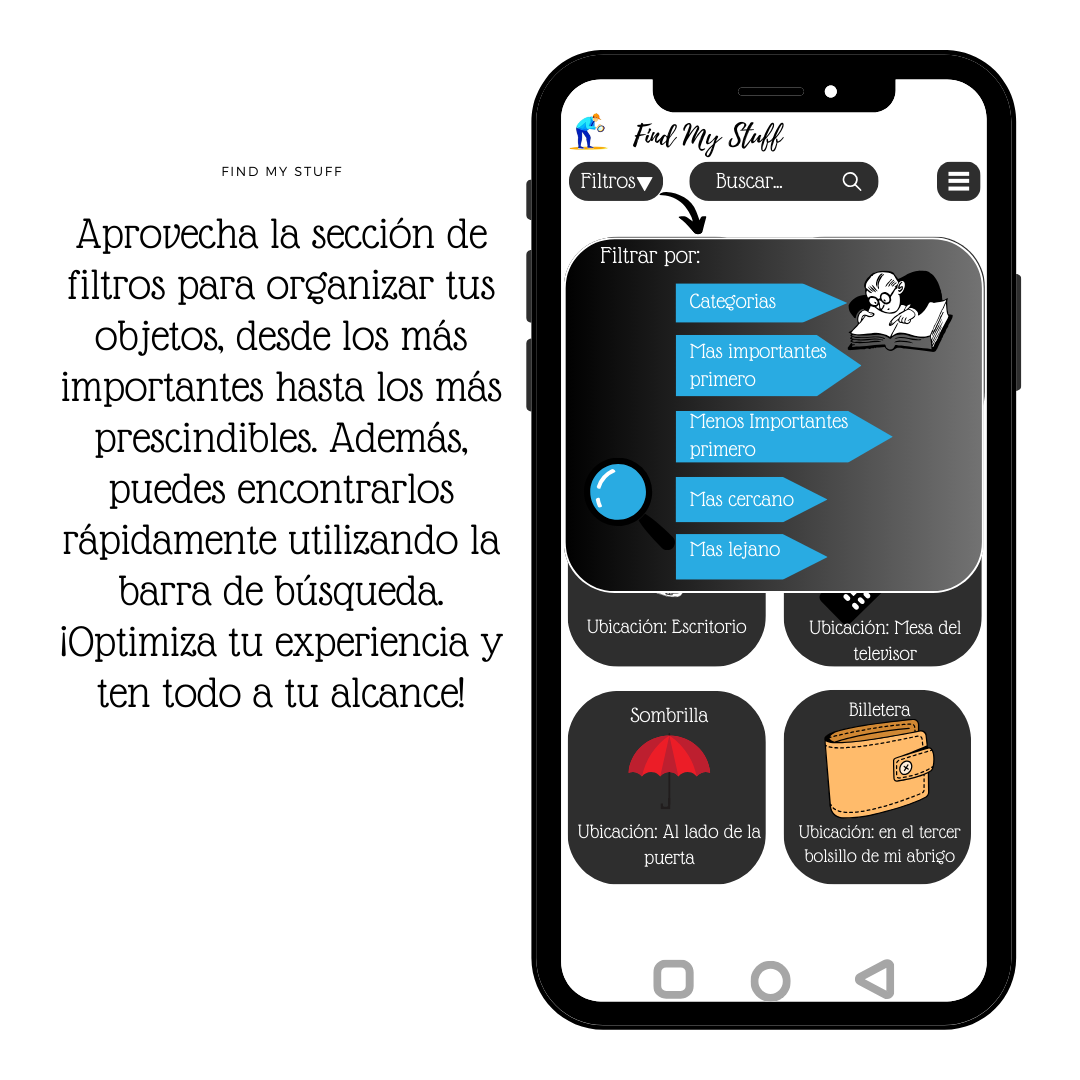 FIND MY STUFF
Aprovecha la sección de
filtros para organizar tus
objetos, desde los más
importantes hasta los más
prescindibles. Además,
puedes encontrarlos
rápidamente utilizando la
barra de búsqueda.
¡Optimiza tu experiencia y
ten todo a tu alcance!
Find My Stuff
Filtros
Buscar...
Filtrar por:
Categorias
Mas importantes
primero
Menos Importantes
primero
Mas cercano
Mas lejano
Ubicación: Escritorio
Ubicación: Mesa del
televisor
Sombrilla
Ubicación: Al lado de la
puerta
Billetera
Ubicación: en el tercer
bolsillo de mi abrigo